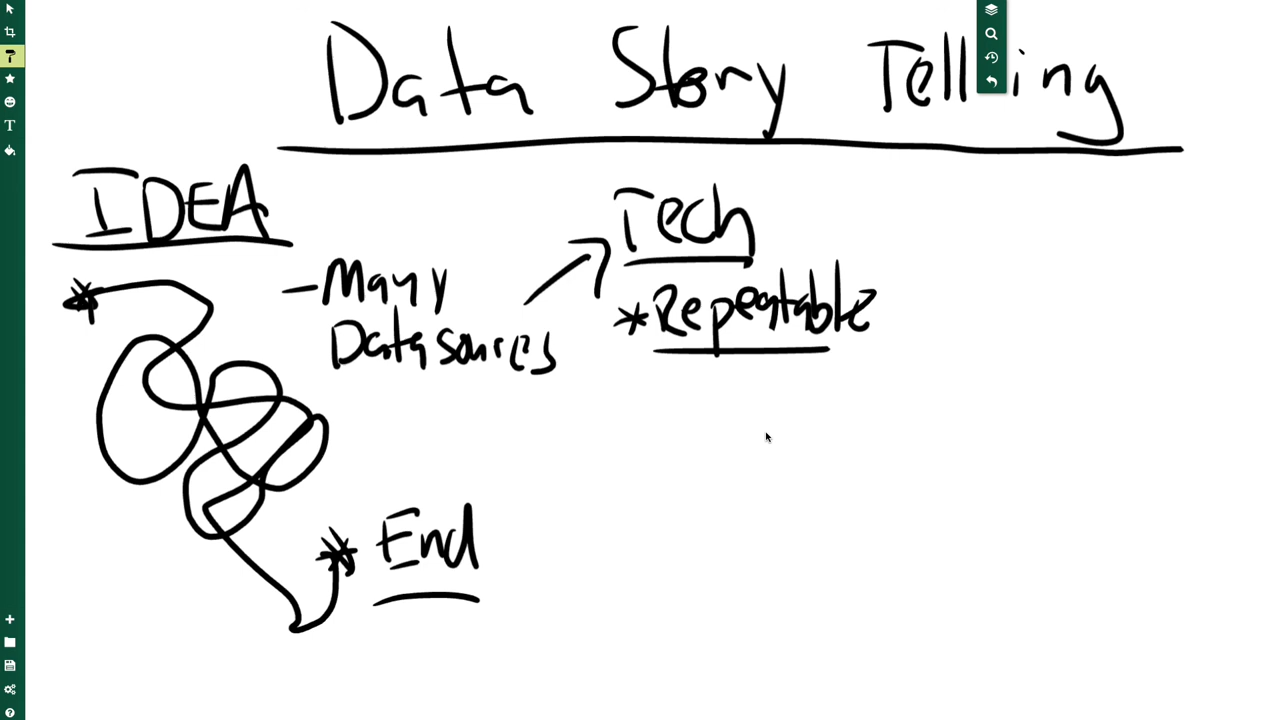 Data Story Telling
IDEA
- Many
Datasources
Tech
* Repeatable
* End